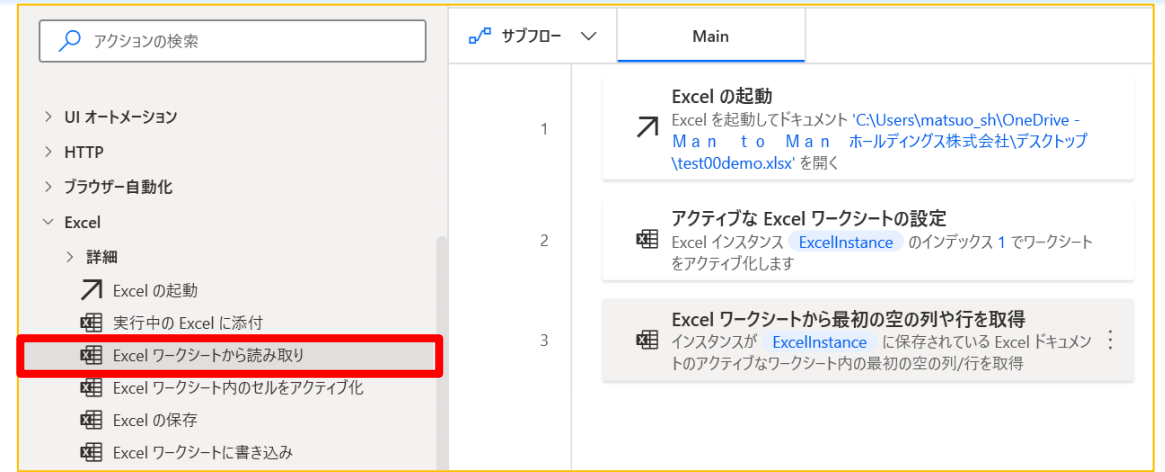 アクションの検索
UI オートメーション
HTTP
ブラウザー自動化
Excel
詳細
Excel の起動
実行中の Excel に添付
Excel ワークシートから読み取り
Excel ワークシート内のセルをアクティブ化
Excel の保存
Excel ワークシートに書き込み
サブフロー
Main
1
Excel の起動
Excel を起動してドキュメント 'C:\Users\matsuo_sh\OneDrive -
Ｍａｎ　ｔｏ　Ｍａｎ　ホールディングス株式会社\デスクトップ
\test00demo.xlsx' を開く
2
アクティブな Excel ワークシートの設定
Excel インスタンス ExcelInstance のインデックス 1 でワークシート
をアクティブ化します
3
Excel ワークシートから最初の空の列や行を取得
インスタンスが ExcelInstance に保存されている Excel ドキュメン
トのアクティブなワークシート内の最初の空の列/行を取得